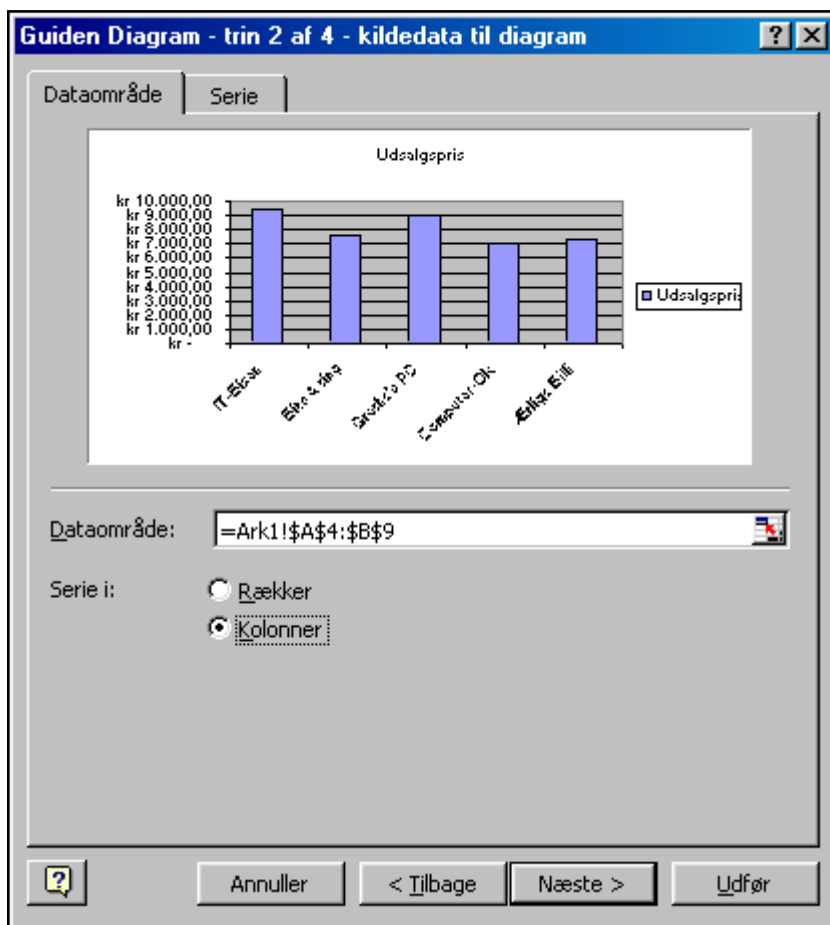 Guiden Diagram - trin 2 af 4 - kildedata til diagram
Dataområde
Serie
Udsalgspris
kr 10.000,00
kr 9.000,00
kr 8.000,00
kr 7.000,00
kr 6.000,00
kr 5.000,00
kr 4.000,00
kr 3.000,00
kr 2.000,00
kr 1.000,00
kr -
Udsalgspris
Computer-OK
Dataområde:
=Ark1!$A$4:$B$9
Serie i:
Rækker
Kolonner
Annuller
< Tilbage
Næste >
Udfør